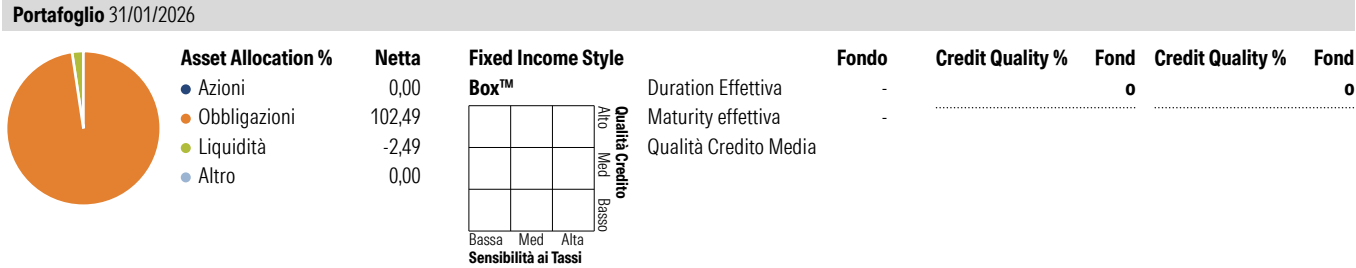 Portafoglio 31/01/2026
Asset Allocation % Netta
Azioni 0,00
Obbligazioni 102,49
Liquidità -2,49
Altro 0,00
Fixed Income Style
Box™
Alto Med Basso
Qualità Credito
Bassa Med Alta
Sensibilità ai Tassi
Fondo
Duration Effettiva -
Maturity effettiva -
Qualità Credito Media
Credit Quality % Fond
o
Credit Quality % Fond
o